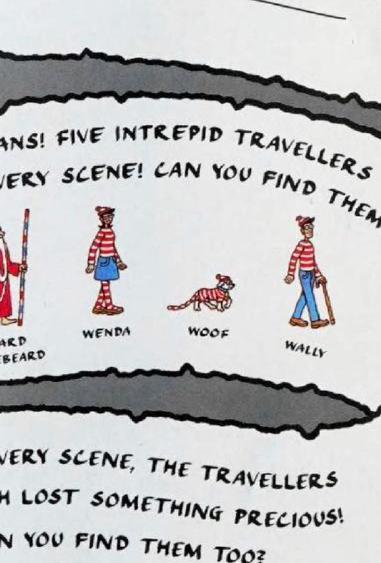 ANS! FIVE INTREPID TRAVELLERS
VERY SCENE! CAN YOU FIND THEM
WENDA
WOOF
WALLY
ARD
EBEARD
VERY SCENE, THE TRAVELLERS
H LOST SOMETHING PRECIOUS!
N YOU FIND THEM TOO?